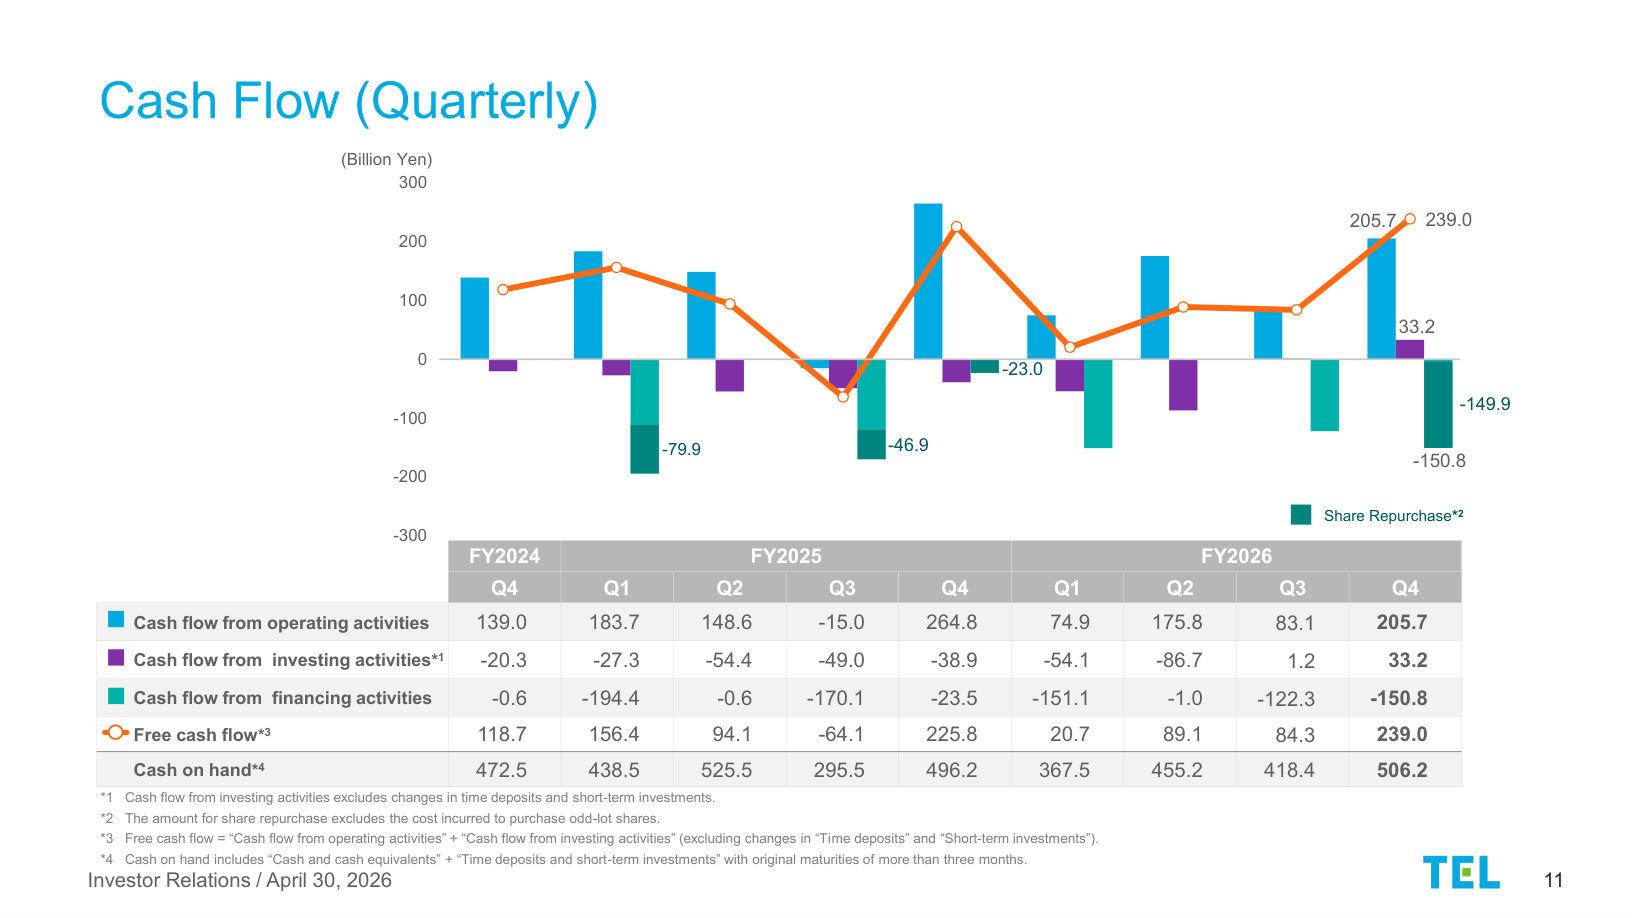 Cash Flow (Quarterly)
(Billion Yen)
300
200
100
0
-100
-200
-300
205.7
239.0
33.2
-23.0
-149.9
-79.9
-46.9
-150.8
Share Repurchase*2
FY2024 FY2025 FY2026
Q4 Q1 Q2 Q3 Q4 Q1 Q2 Q3 Q4
Cash flow from operating activities 139.0 183.7 148.6 -15.0 264.8 74.9 175.8 83.1 205.7
Cash flow from investing activities*1 -20.3 -27.3 -54.4 -49.0 -38.9 -54.1 -86.7 1.2 33.2
Cash flow from financing activities -0.6 -194.4 -0.6 -170.1 -23.5 -151.1 -1.0 -122.3 -150.8
Free cash flow*3 118.7 156.4 94.1 -64.1 225.8 20.7 89.1 84.3 239.0
Cash on hand*4 472.5 438.5 525.5 295.5 496.2 367.5 455.2 418.4 506.2
*1 Cash flow from investing activities excludes changes in time deposits and short-term investments.
*2 The amount for share repurchase excludes the cost incurred to purchase odd-lot shares.
*3 Free cash flow = “Cash flow from operating activities” + “Cash flow from investing activities” (excluding changes in “Time deposits” and “Short-term investments”).
*4 Cash on hand includes “Cash and cash equivalents” + “Time deposits and short-term investments” with original maturities of more than three months.
Investor Relations / April 30, 2026
TEL
11